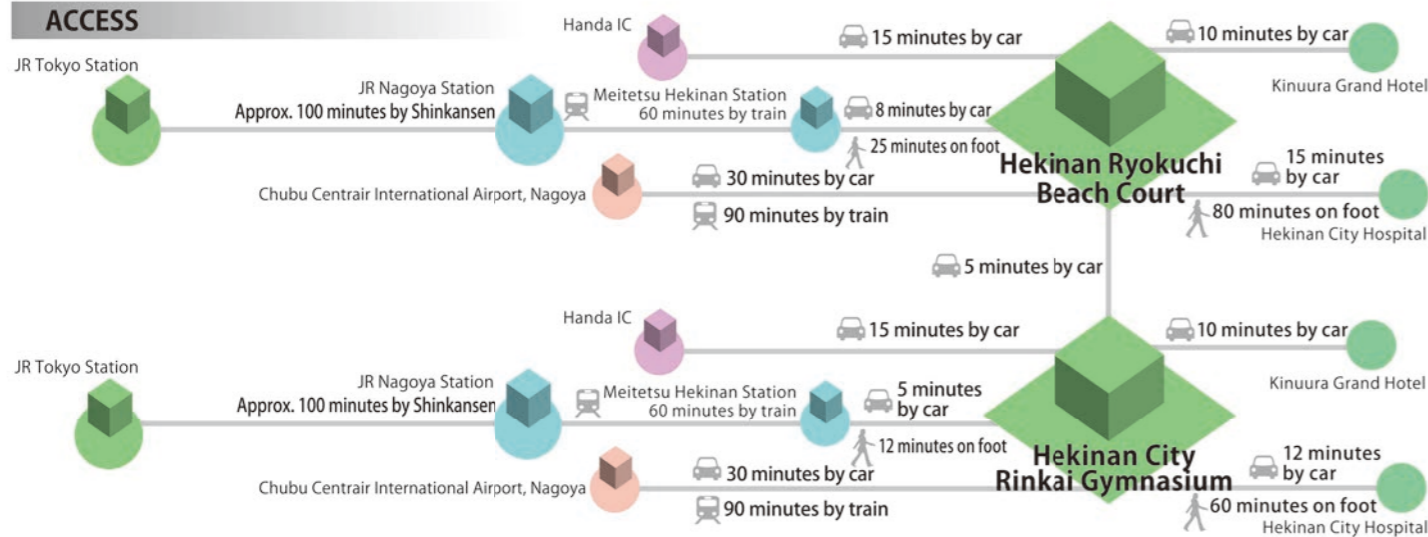 ACCESS
Handa IC
15 minutes by car
10 minutes by car
Kinuura Grand Hotel
JR Tokyo Station
JR Nagoya Station
Approx. 100 minutes by Shinkansen
Meitetsu Hekinan Station
60 minutes by train
8 minutes by car
25 minutes on foot
Hekinan Ryokuchi
Beach Court
Chubu Centrair International Airport, Nagoya
30 minutes by car
90 minutes by train
15 minutes
by car
80 minutes on foot
Hekinan City Hospital
5 minutes by car
Handa IC
15 minutes by car
10 minutes by car
Kinuura Grand Hotel
JR Tokyo Station
JR Nagoya Station
Approx. 100 minutes by Shinkansen
Meitetsu Hekinan Station
60 minutes by train
5 minutes
by car
12 minutes on foot
Hekinan City
Rinkai Gymnasium
Chubu Centrair International Airport, Nagoya
30 minutes by car
90 minutes by train
12 minutes
by car
60 minutes on foot
Hekinan City Hospital